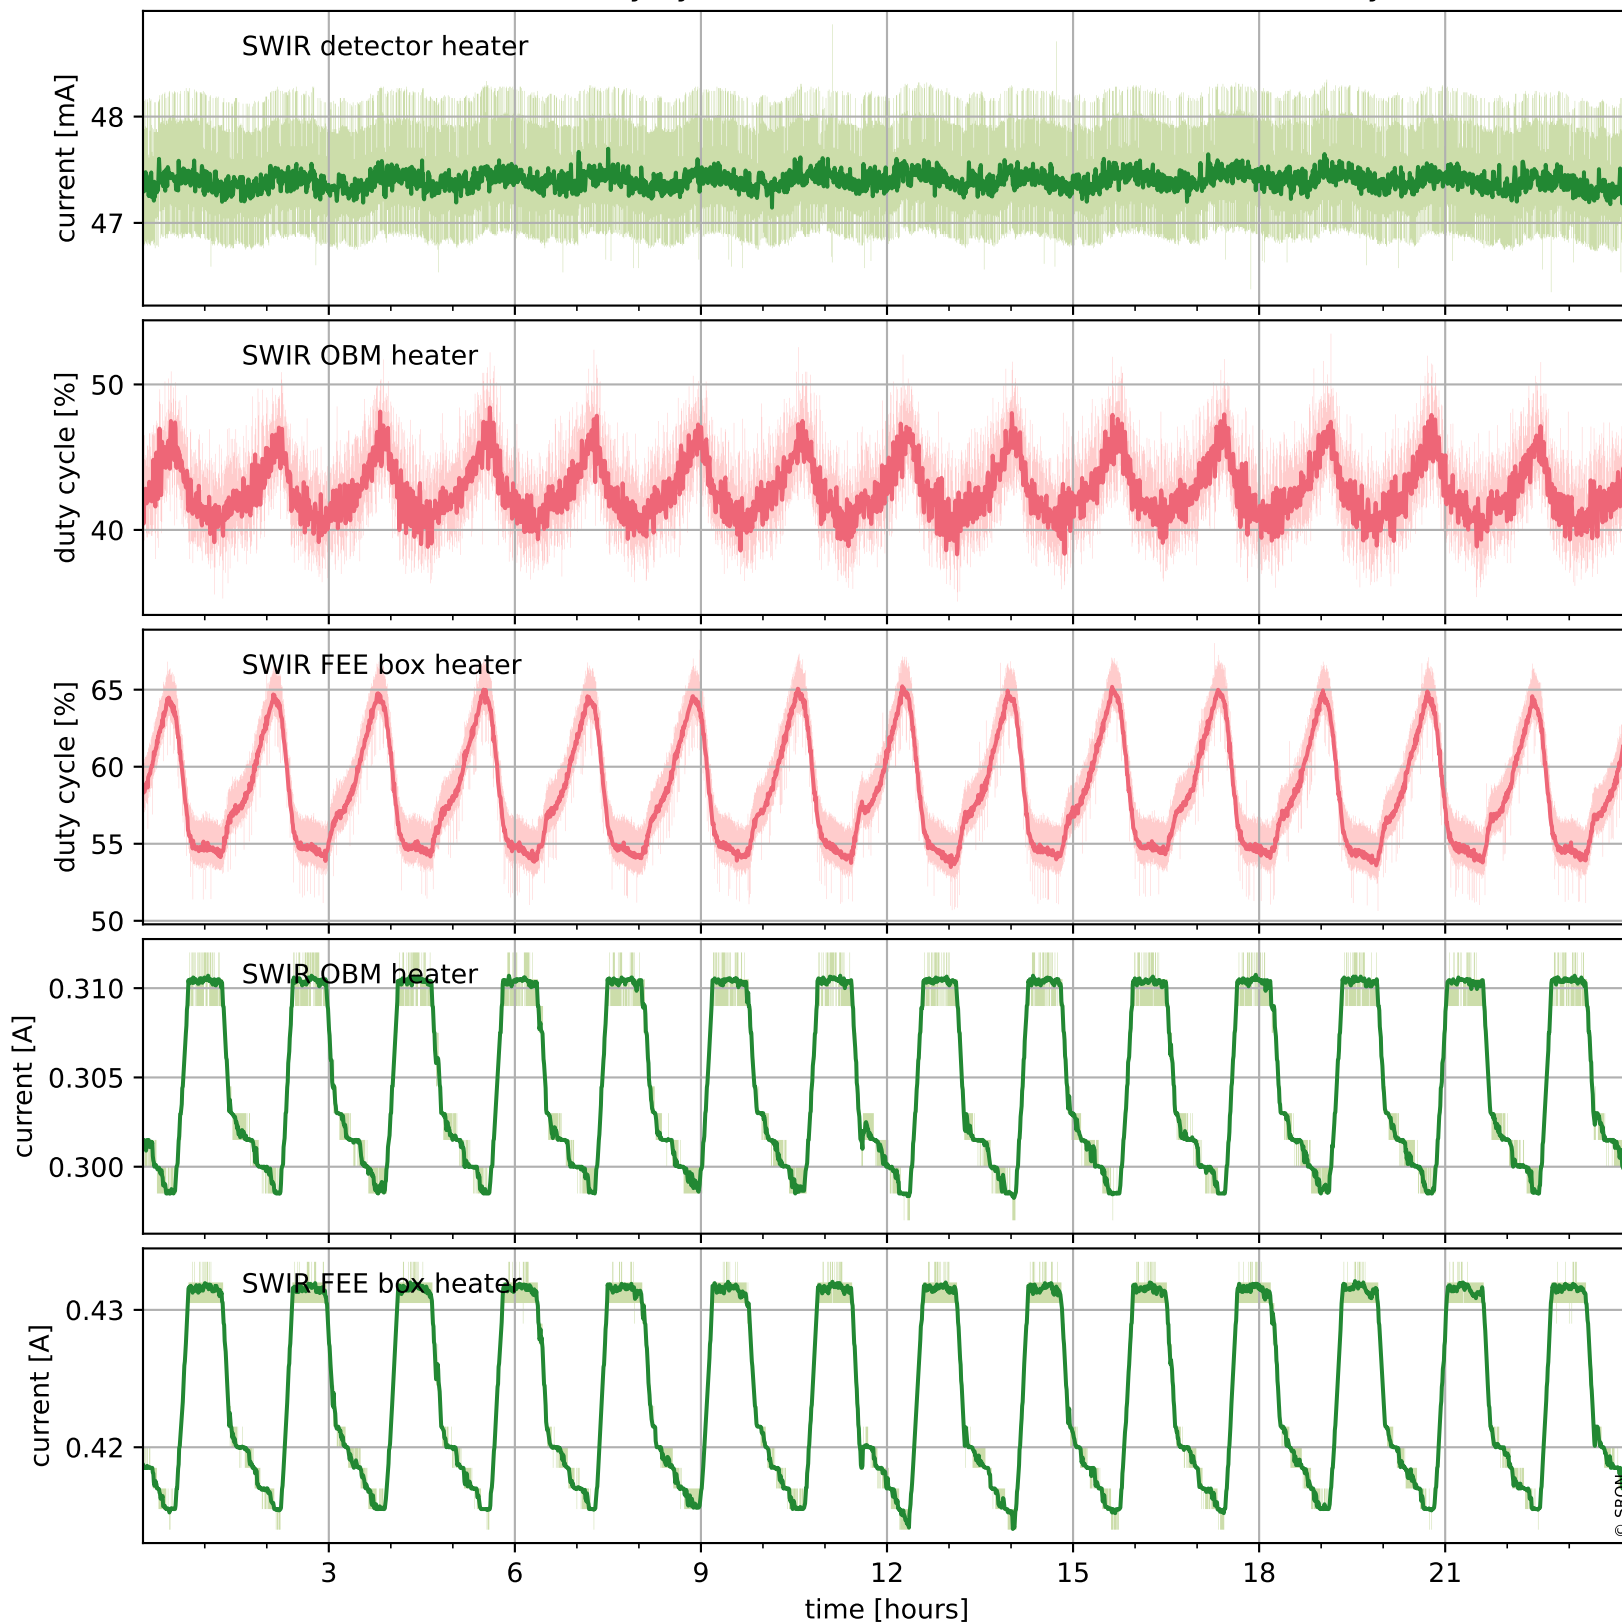 SWIR detector heater
current [mA]
48
47
SWIR OBM heater
duty cycle [%]
50
40
SWIR FEE box heater
duty cycle [%]
65
60
55
50
SWIR OBM heater
current [A]
0.310
0.305
0.300
SWIR FEE box heater
current [A]
0.43
0.42
© SRON
3 6 9 12 15 18 21
time [hours]